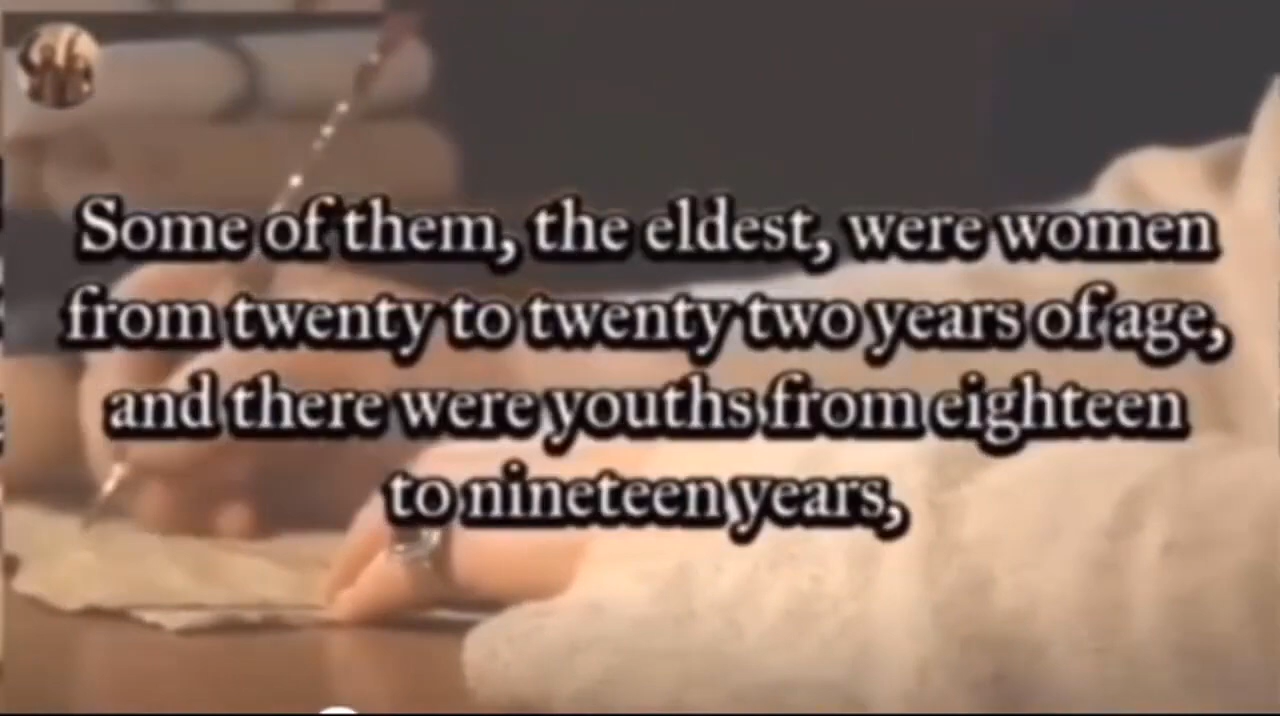 Some of them, the eldest, were women
from twenty to twenty two years of age,
and there were youths from eighteen
to nineteen years,